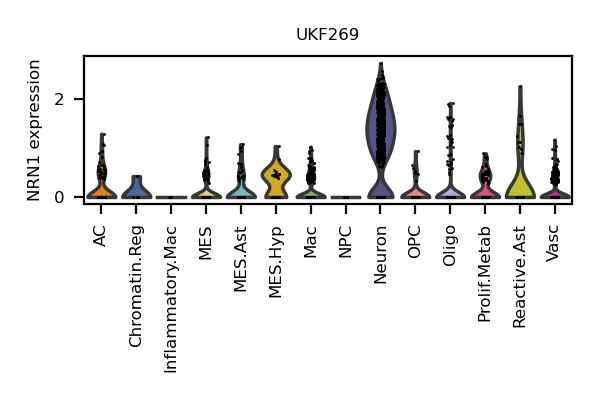 UKF269
NRN1 expression
2
0
AC
Chromatin.Reg
Inflammatory.Mac
MES
MES.Ast
MES.Hyp
Mac
NPC
Neuron
OPC
Oligo
Prolif.Metab
Reactive.Ast
Vasc